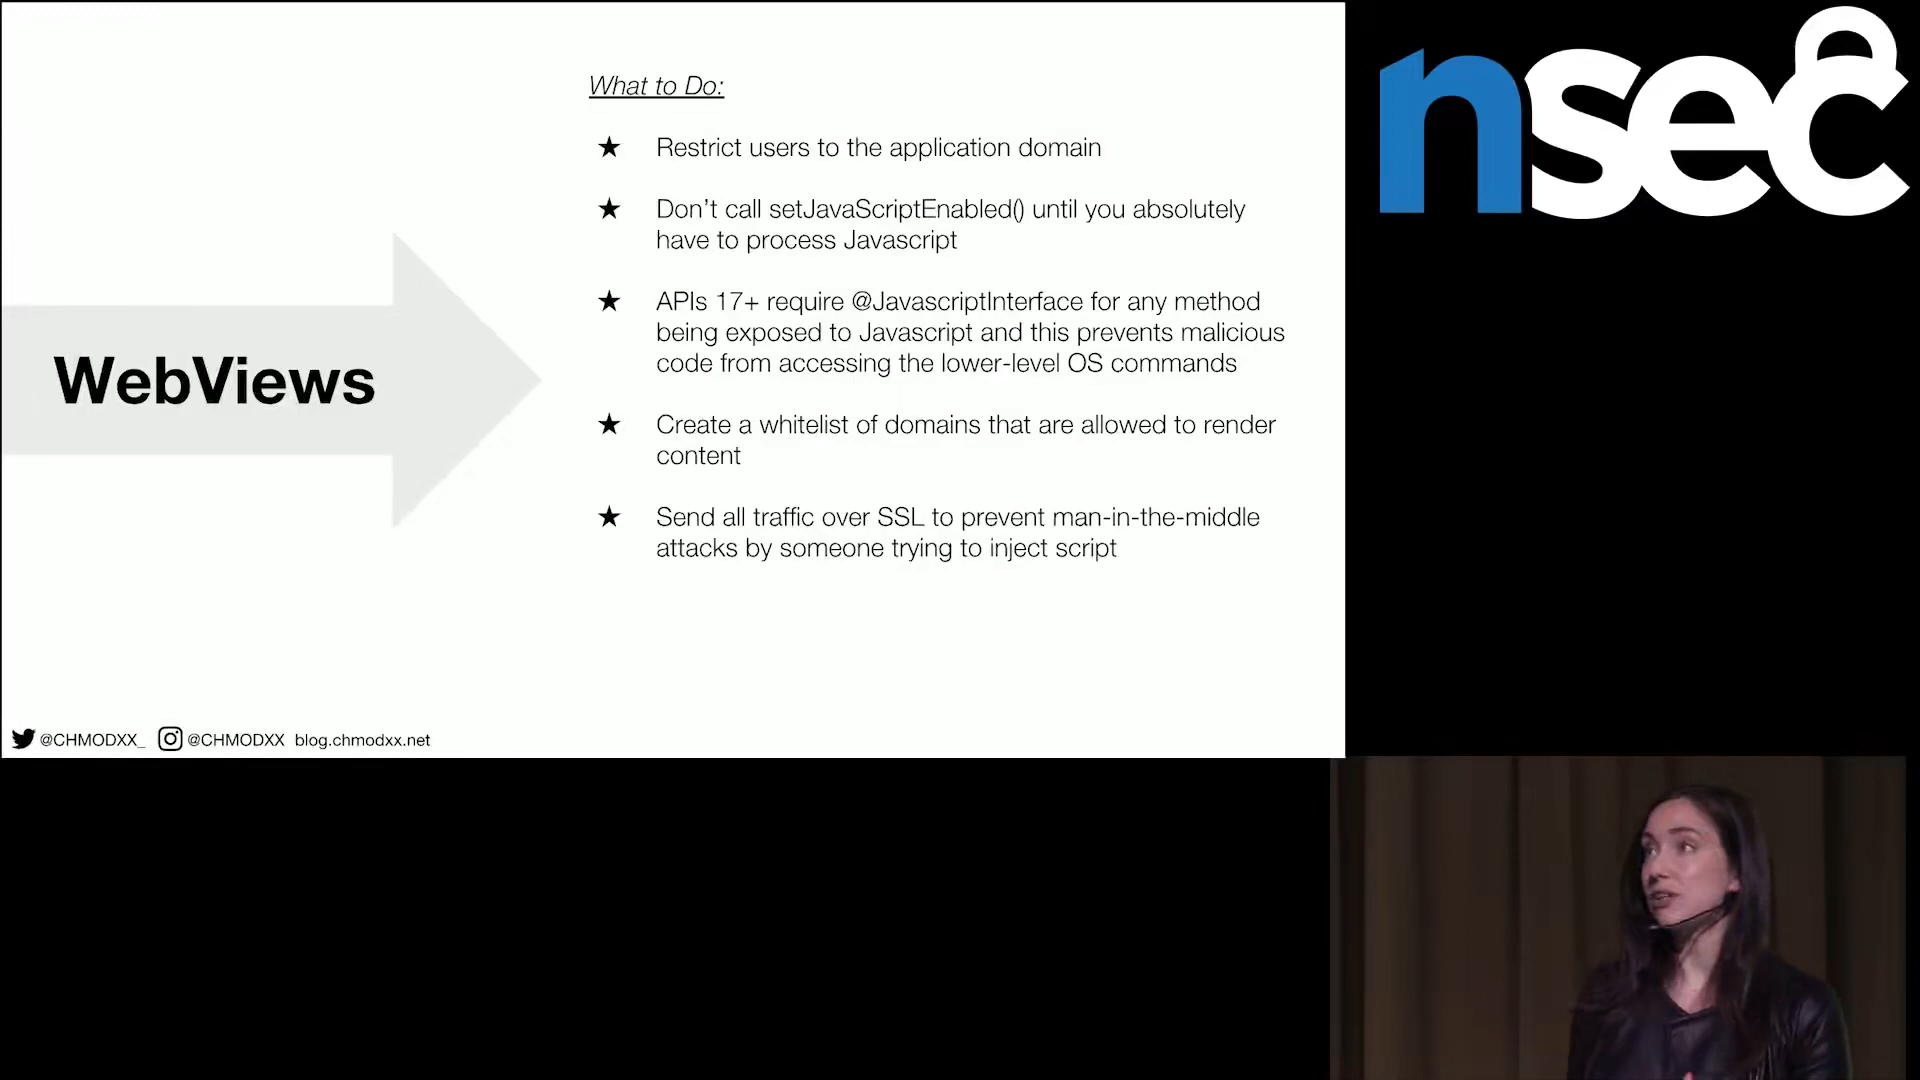 What to Do:
★ Restrict users to the application domain
★ Don’t call setJavaScriptEnabled() until you absolutely
have to process Javascript
★ APIs 17+ require @JavascriptInterface for any method
being exposed to Javascript and this prevents malicious
code from accessing the lower-level OS commands
★ Create a whitelist of domains that are allowed to render
content
★ Send all traffic over SSL to prevent man-in-the-middle
attacks by someone trying to inject script
WebViews
@CHMODXX_ @CHMODXX blog.chmodxx.net
nsec